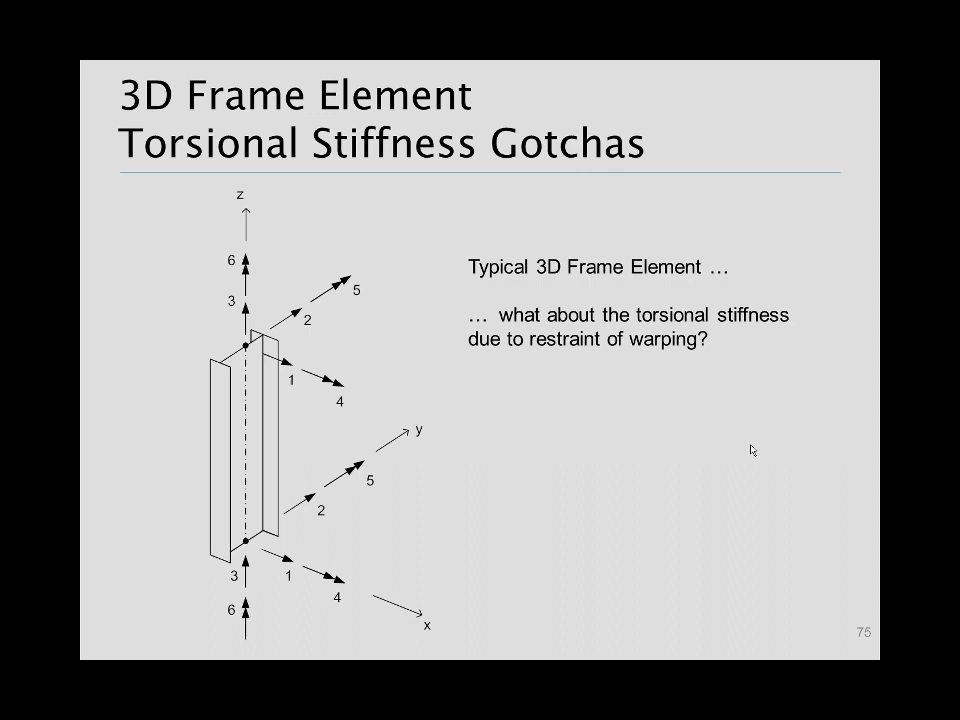 3D Frame Element
Torsional Stiffness Gotchas
z
6
3
5
2
1
4
Typical 3D Frame Element …
… what about the torsional stiffness
due to restraint of warping?
y
5
2
3
1
4
6
x
75